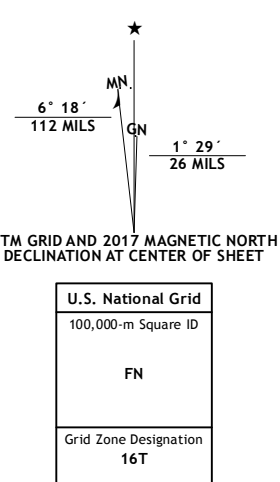 ★
MN.
6° 18´
112 MILS
GN
1° 29´
26 MILS
TM GRID AND 2017 MAGNETIC NORTH
DECLINATION AT CENTER OF SHEET
U.S. National Grid
100,000-m Square ID
FN
Grid Zone Designation
16T